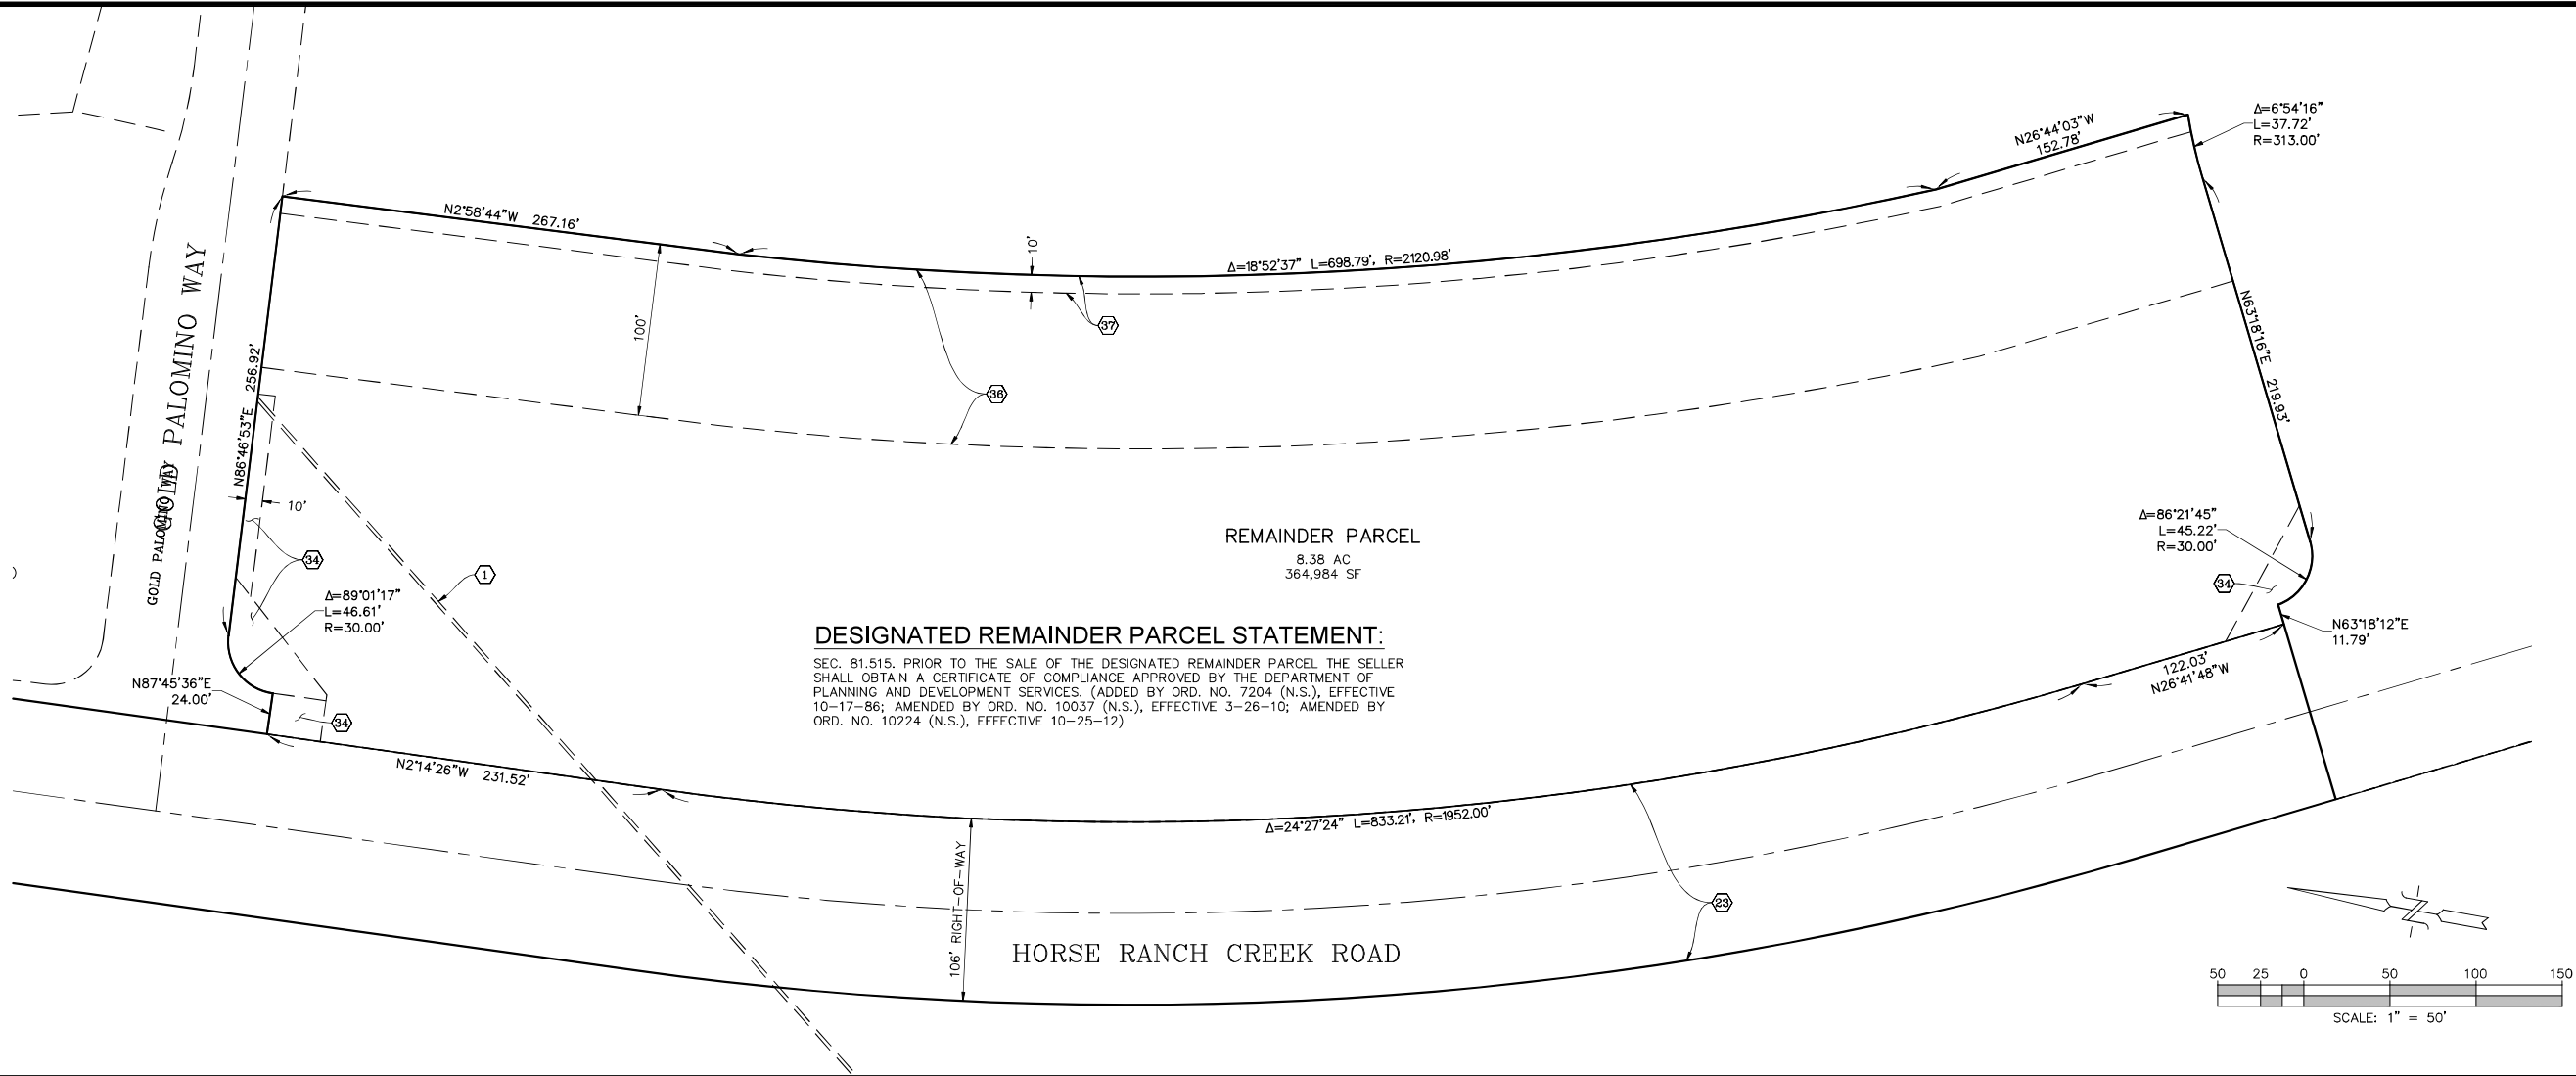 Δ=6°54'16"
L=37.72'
R=313.00'
N26°44'03"W
152.78'
N2°58'44"W 267.16'
10'
Δ=18°52'37" L=698.79', R=2120.98'
37
100'
36
N63°18'16"E 219.93'
N86°46'53"E 256.92'
GOLD PALOMINO WAY
GOLD PALOMINO WAY
10'
34
1
Δ=89°01'17"
L=46.61'
R=30.00'
REMAINDER PARCEL
8.38 AC
364,984 SF
Δ=86°21'45"
L=45.22'
R=30.00'
34
N63°18'12"E
11.79'
DESIGNATED REMAINDER PARCEL STATEMENT:
SEC. 81.515. PRIOR TO THE SALE OF THE DESIGNATED REMAINDER PARCEL THE SELLER
SHALL OBTAIN A CERTIFICATE OF COMPLIANCE APPROVED BY THE DEPARTMENT OF
PLANNING AND DEVELOPMENT SERVICES. (ADDED BY ORD. NO. 7204 (N.S.), EFFECTIVE
10-17-86; AMENDED BY ORD. NO. 10037 (N.S.), EFFECTIVE 3-26-10; AMENDED BY
ORD. NO. 10224 (N.S.), EFFECTIVE 10-25-12)
N87°45'36"E
24.00'
34
122.03'
N26°41'48"W
N2°14'26"W 231.52'
Δ=24°27'24" L=833.21', R=1952.00'
106' RIGHT-OF-WAY
23
HORSE RANCH CREEK ROAD
50 25 0 50 100 150
SCALE: 1" = 50'